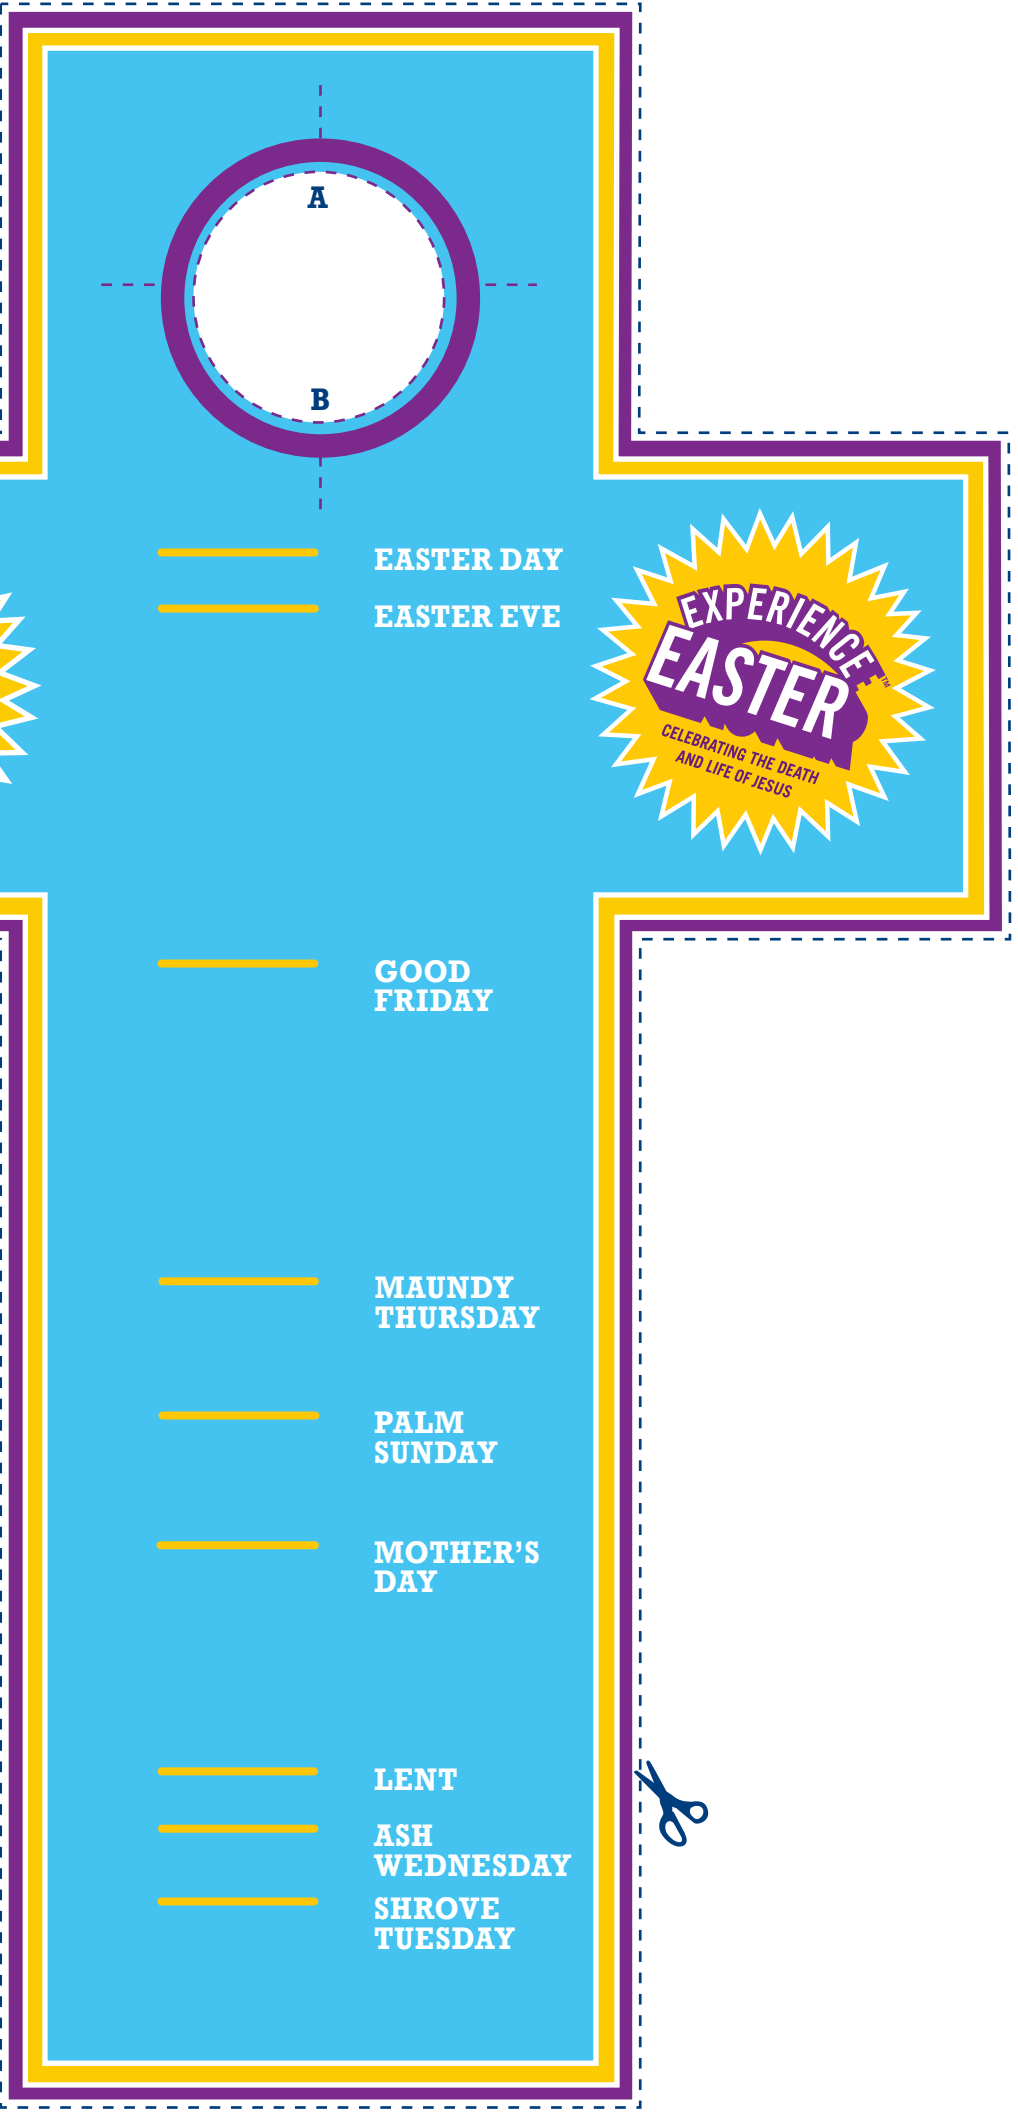 A
B
EASTER DAY
EASTER EVE
EXPERIENCE
EASTER™
CELEBRATING THE DEATH
AND LIFE OF JESUS
GOOD
FRIDAY
MAUNDY
THURSDAY
PALM
SUNDAY
MOTHER’S
DAY
LENT
ASH
WEDNESDAY
SHROVE
TUESDAY